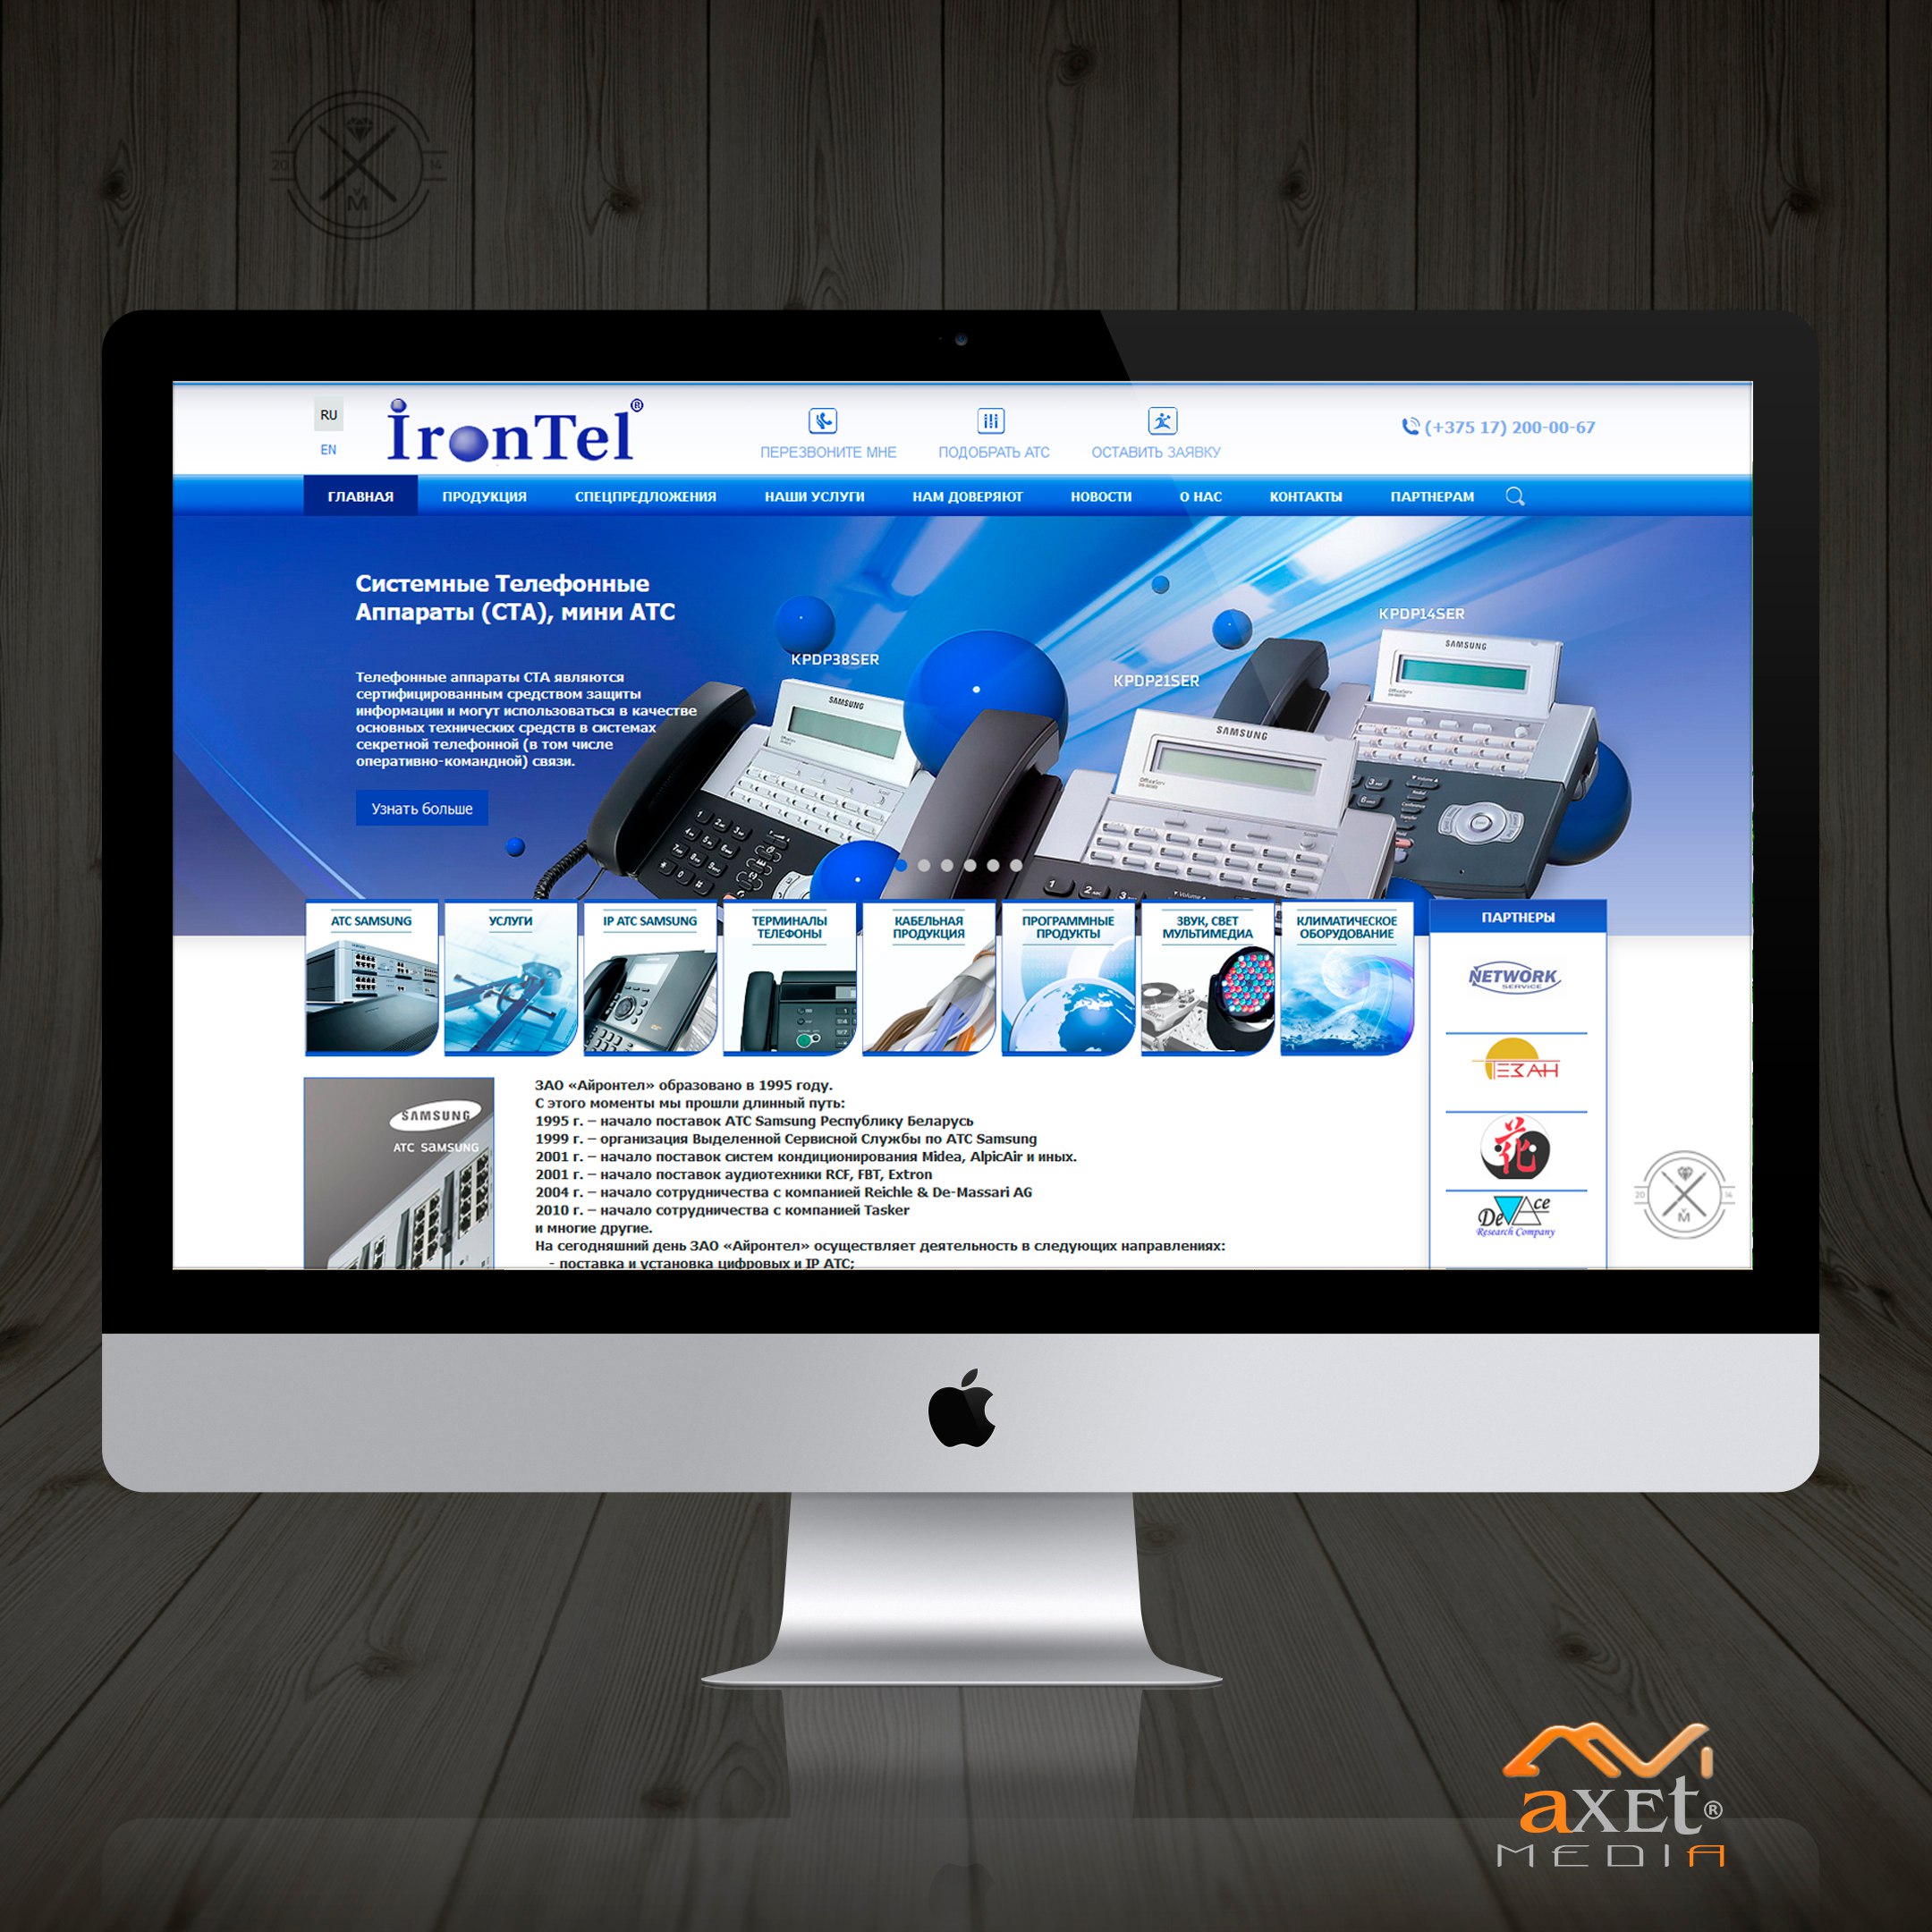 20 14
VM
RU
EN
IronTel®
ПЕРЕЗВОНИТЕ МНЕ
ПОДОБРАТЬ АТС
ОСТАВИТЬ ЗАЯВКУ
(+375 17) 200-00-67
ГЛАВНАЯ ПРОДУКЦИЯ СПЕЦПРЕДЛОЖЕНИЯ НАШИ УСЛУГИ НАМ ДОВЕРЯЮТ НОВОСТИ О НАС КОНТАКТЫ ПАРТНЕРАМ
Системные Телефонные
Аппараты (СТА), мини АТС
Телефонные аппараты СТА являются
сертифицированным средством защиты
информации и могут использоваться в качестве
основных технических средств в системах
секретной телефонной (в том числе
оперативно-командной) связи.
Узнать больше
KPDP38SER
SAMSUNG
KPDP21SER
SAMSUNG
KPDP14SER
SAMSUNG
АТС SAMSUNG
УСЛУГИ
IP АТС SAMSUNG
ТЕРМИНАЛЫ
ТЕЛЕФОНЫ
КАБЕЛЬНАЯ
ПРОДУКЦИЯ
ПРОГРАММНЫЕ
ПРОДУКТЫ
ЗВУК, СВЕТ
МУЛЬТИМЕДИА
КЛИМАТИЧЕСКОЕ
ОБОРУДОВАНИЕ
ПАРТНЕРЫ
NETWORK
SERVICE
ТЕЗАН
花
DeVAce
Research Company
SAMSUNG
АТС SAMSUNG
ЗАО «Айронтел» образовано в 1995 году.
С этого моменты мы прошли длинный путь:
1995 г. – начало поставок АТС Samsung Республику Беларусь
1999 г. – организация Выделенной Сервисной Службы по АТС Samsung
2001 г. – начало поставок систем кондиционирования Midea, AlpicAir и иных.
2001 г. – начало поставок аудиотехники RCF, FBT, Extron
2004 г. – начало сотрудничества с компанией Reichle & De-Massari AG
2010 г. – начало сотрудничества с компанией Tasker
и многие другие.
На сегодняшний день ЗАО «Айронтел» осуществляет деятельность в следующих направлениях:
- поставка и установка цифровых и IP АТС;
20 14
VM
axet®
MEDIA